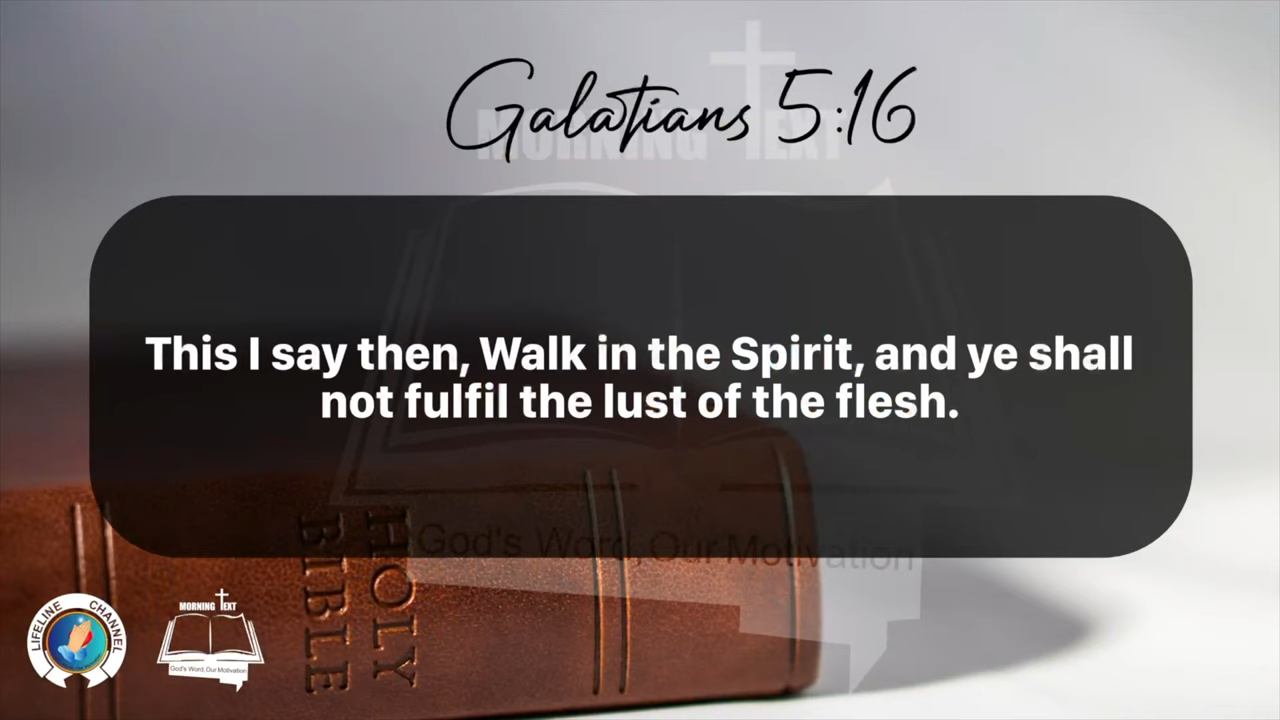 Galatians 5:16
MORNING TEXT
This I say then, Walk in the Spirit, and ye shall
not fulfil the lust of the flesh.
God's Word, Our Motivation
HOLY
BIBLE
LIFELINE CHANNEL
MORNING TEXT
God's Word, Our Motivation